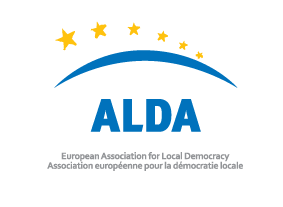 ALDA
European Association for Local Democracy
Association européenne pour la démocratie locale